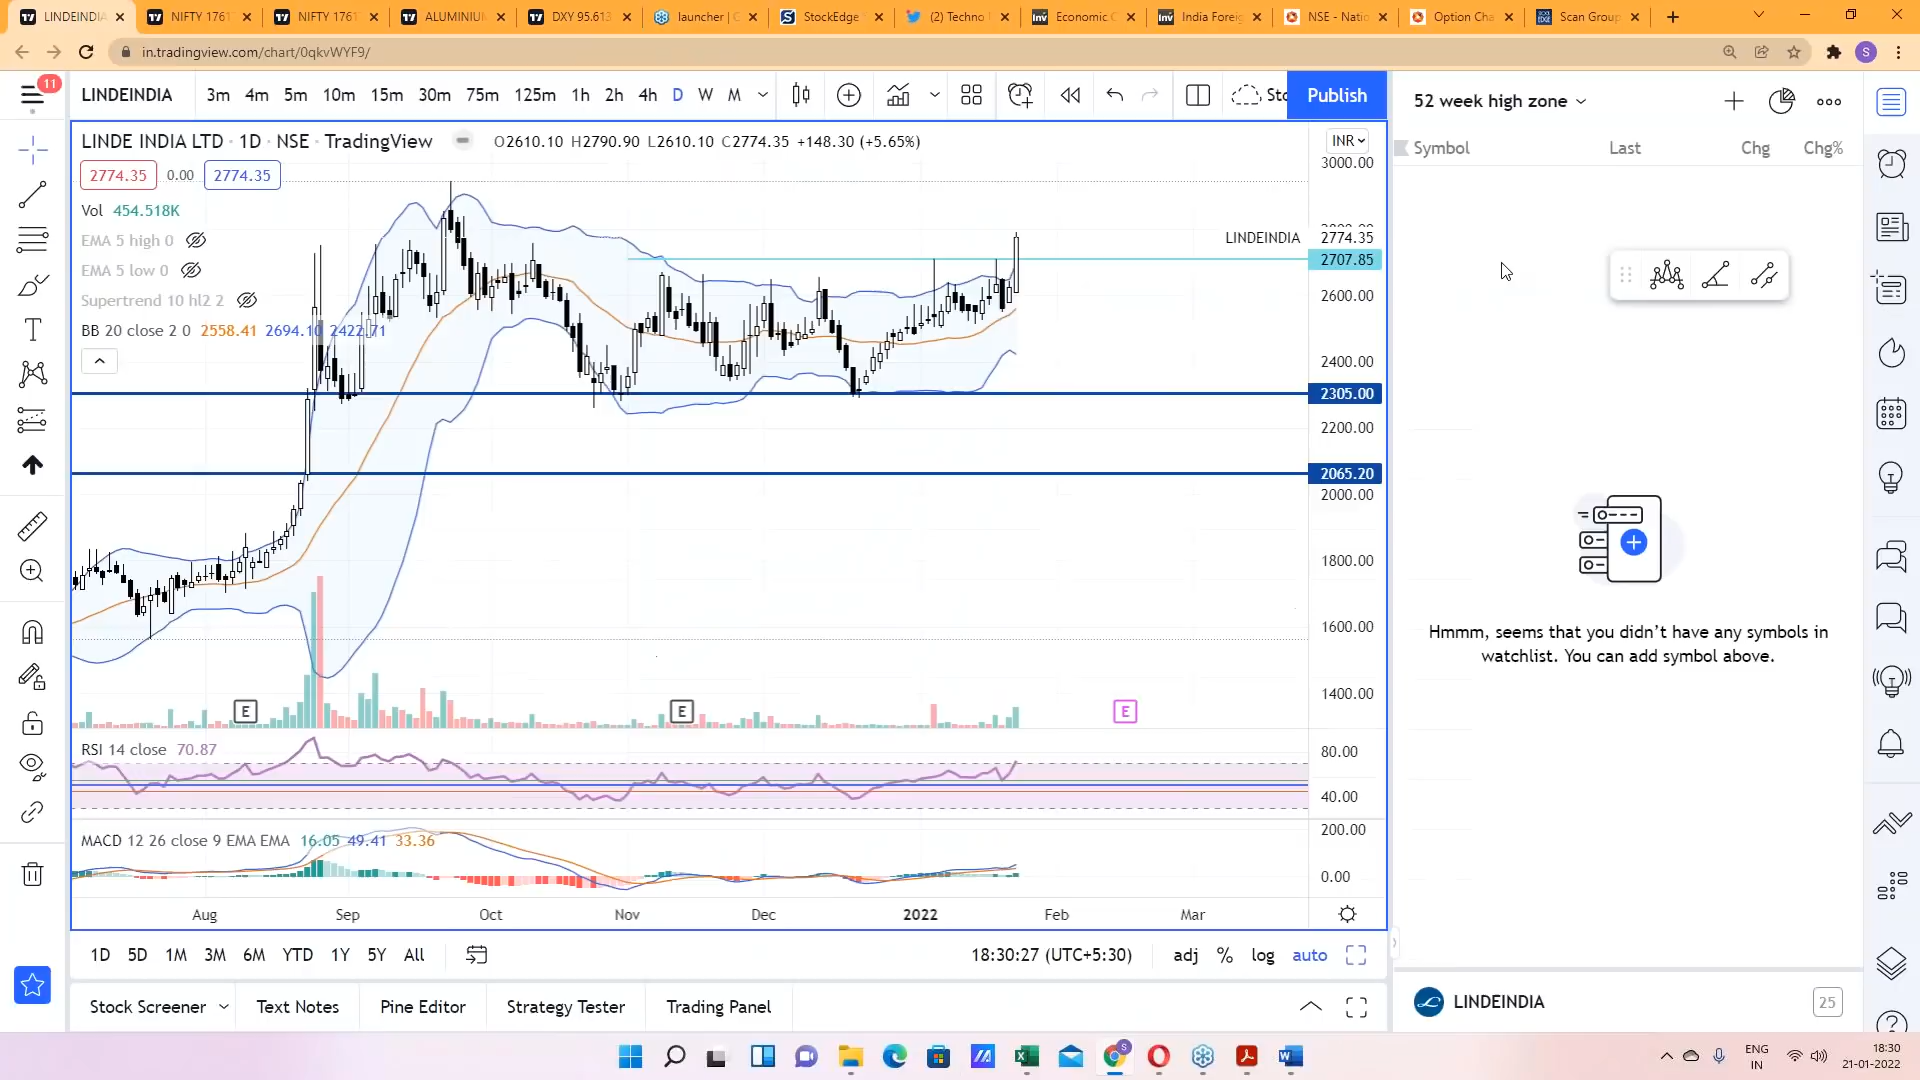 LINDEINDIA
NIFTY 1761
NIFTY 1761
ALUMINIUM
DXY 95.613
launcher | G
StockEdge
(2) Techno
Economic C
India Foreig
NSE - Natio
Option Cha
Scan Group
in.tradingview.com/chart/0qkvWYF9/
S
11
LINDEINDIA 3m 4m 5m 10m 15m 30m 75m 125m 1h 2h 4h D W M Sto Publish
52 week high zone
LINDE INDIA LTD · 1D · NSE · TradingView O2610.10 H2790.90 L2610.10 C2774.35 +148.30 (+5.65%)
INR
Symbol Last Chg Chg%
2774.35 0.00 2774.35
Vol 454.518K
EMA 5 high 0
EMA 5 low 0
Supertrend 10 hl2 2
BB 20 close 2 0 2558.41 2694.10 2422.71
3000.00
LINDEINDIA 2774.35
2707.85
2600.00
2400.00
2305.00
2200.00
2065.20
2000.00
1800.00
1600.00
1400.00
E E E
Hmmm, seems that you didn't have any symbols in
watchlist. You can add symbol above.
RSI 14 close 70.87
80.00
40.00
MACD 12 26 close 9 EMA EMA 16.05 49.41 33.36
200.00
0.00
Aug Sep Oct Nov Dec 2022 Feb Mar
1D 5D 1M 3M 6M YTD 1Y 5Y All
18:30:27 (UTC+5:30) adj % log auto
Stock Screener Text Notes Pine Editor Strategy Tester Trading Panel
LINDEINDIA 25
ENG
IN
18:30
21-01-2022